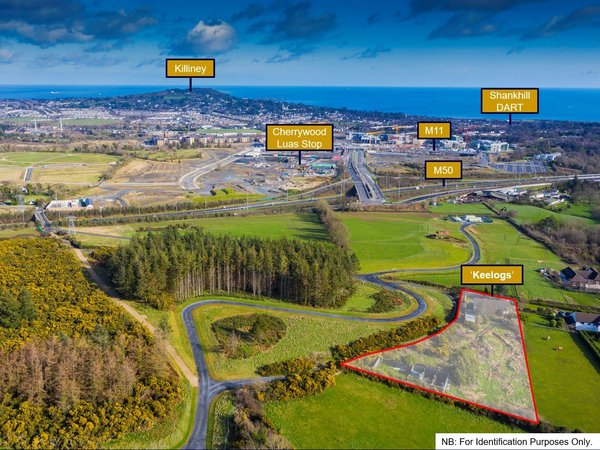 Killiney
Shankhill
DART
Cherrywood
Luas Stop
M11
M50
'Keelogs'
NB: For Identification Purposes Only.